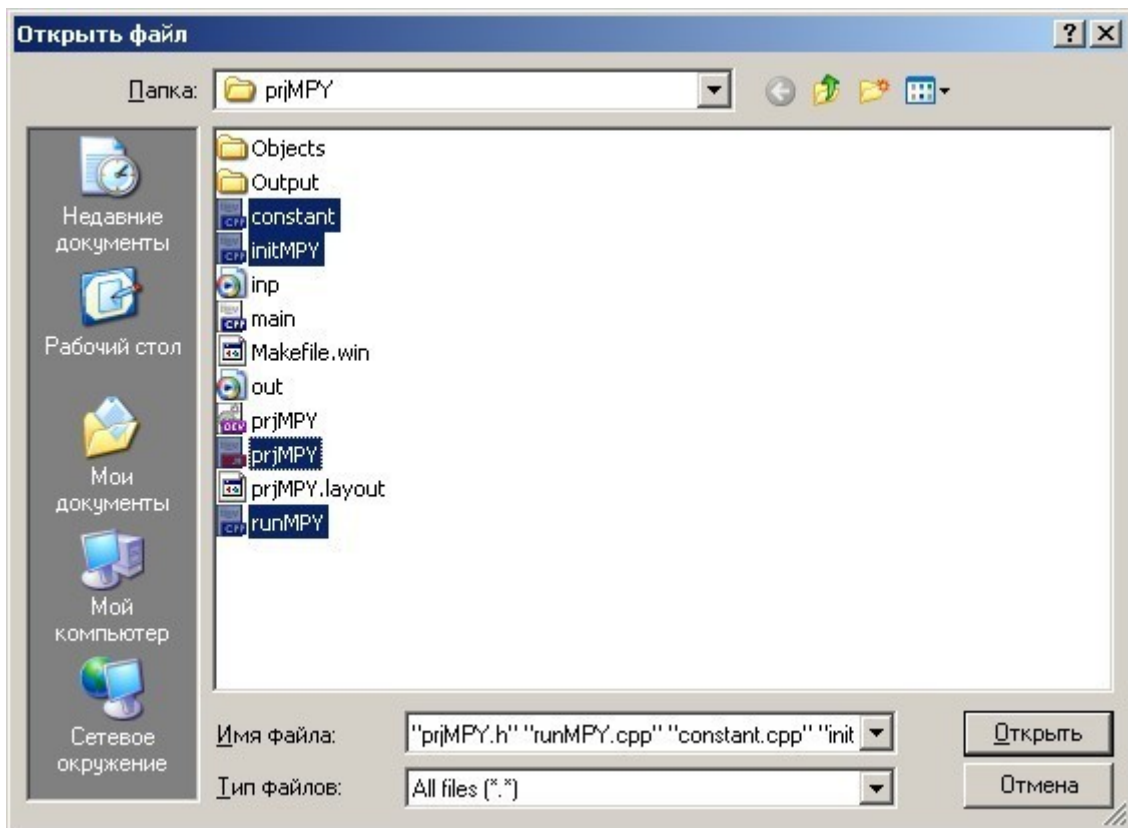 Открыть файл
Папка: prjMPY
Недавние
документы
Рабочий стол
Мои
документы
Мой
компьютер
Сетевое
окружение
Objects
Output
constant
initMPY
inp
main
Makefile.win
out
prjMPY
prjMPY
prjMPY.layout
runMPY
Имя файла: "prjMPY.h" "runMPY.cpp" "constant.cpp" "init
Открыть
Тип файлов: All files (*.*)
Отмена